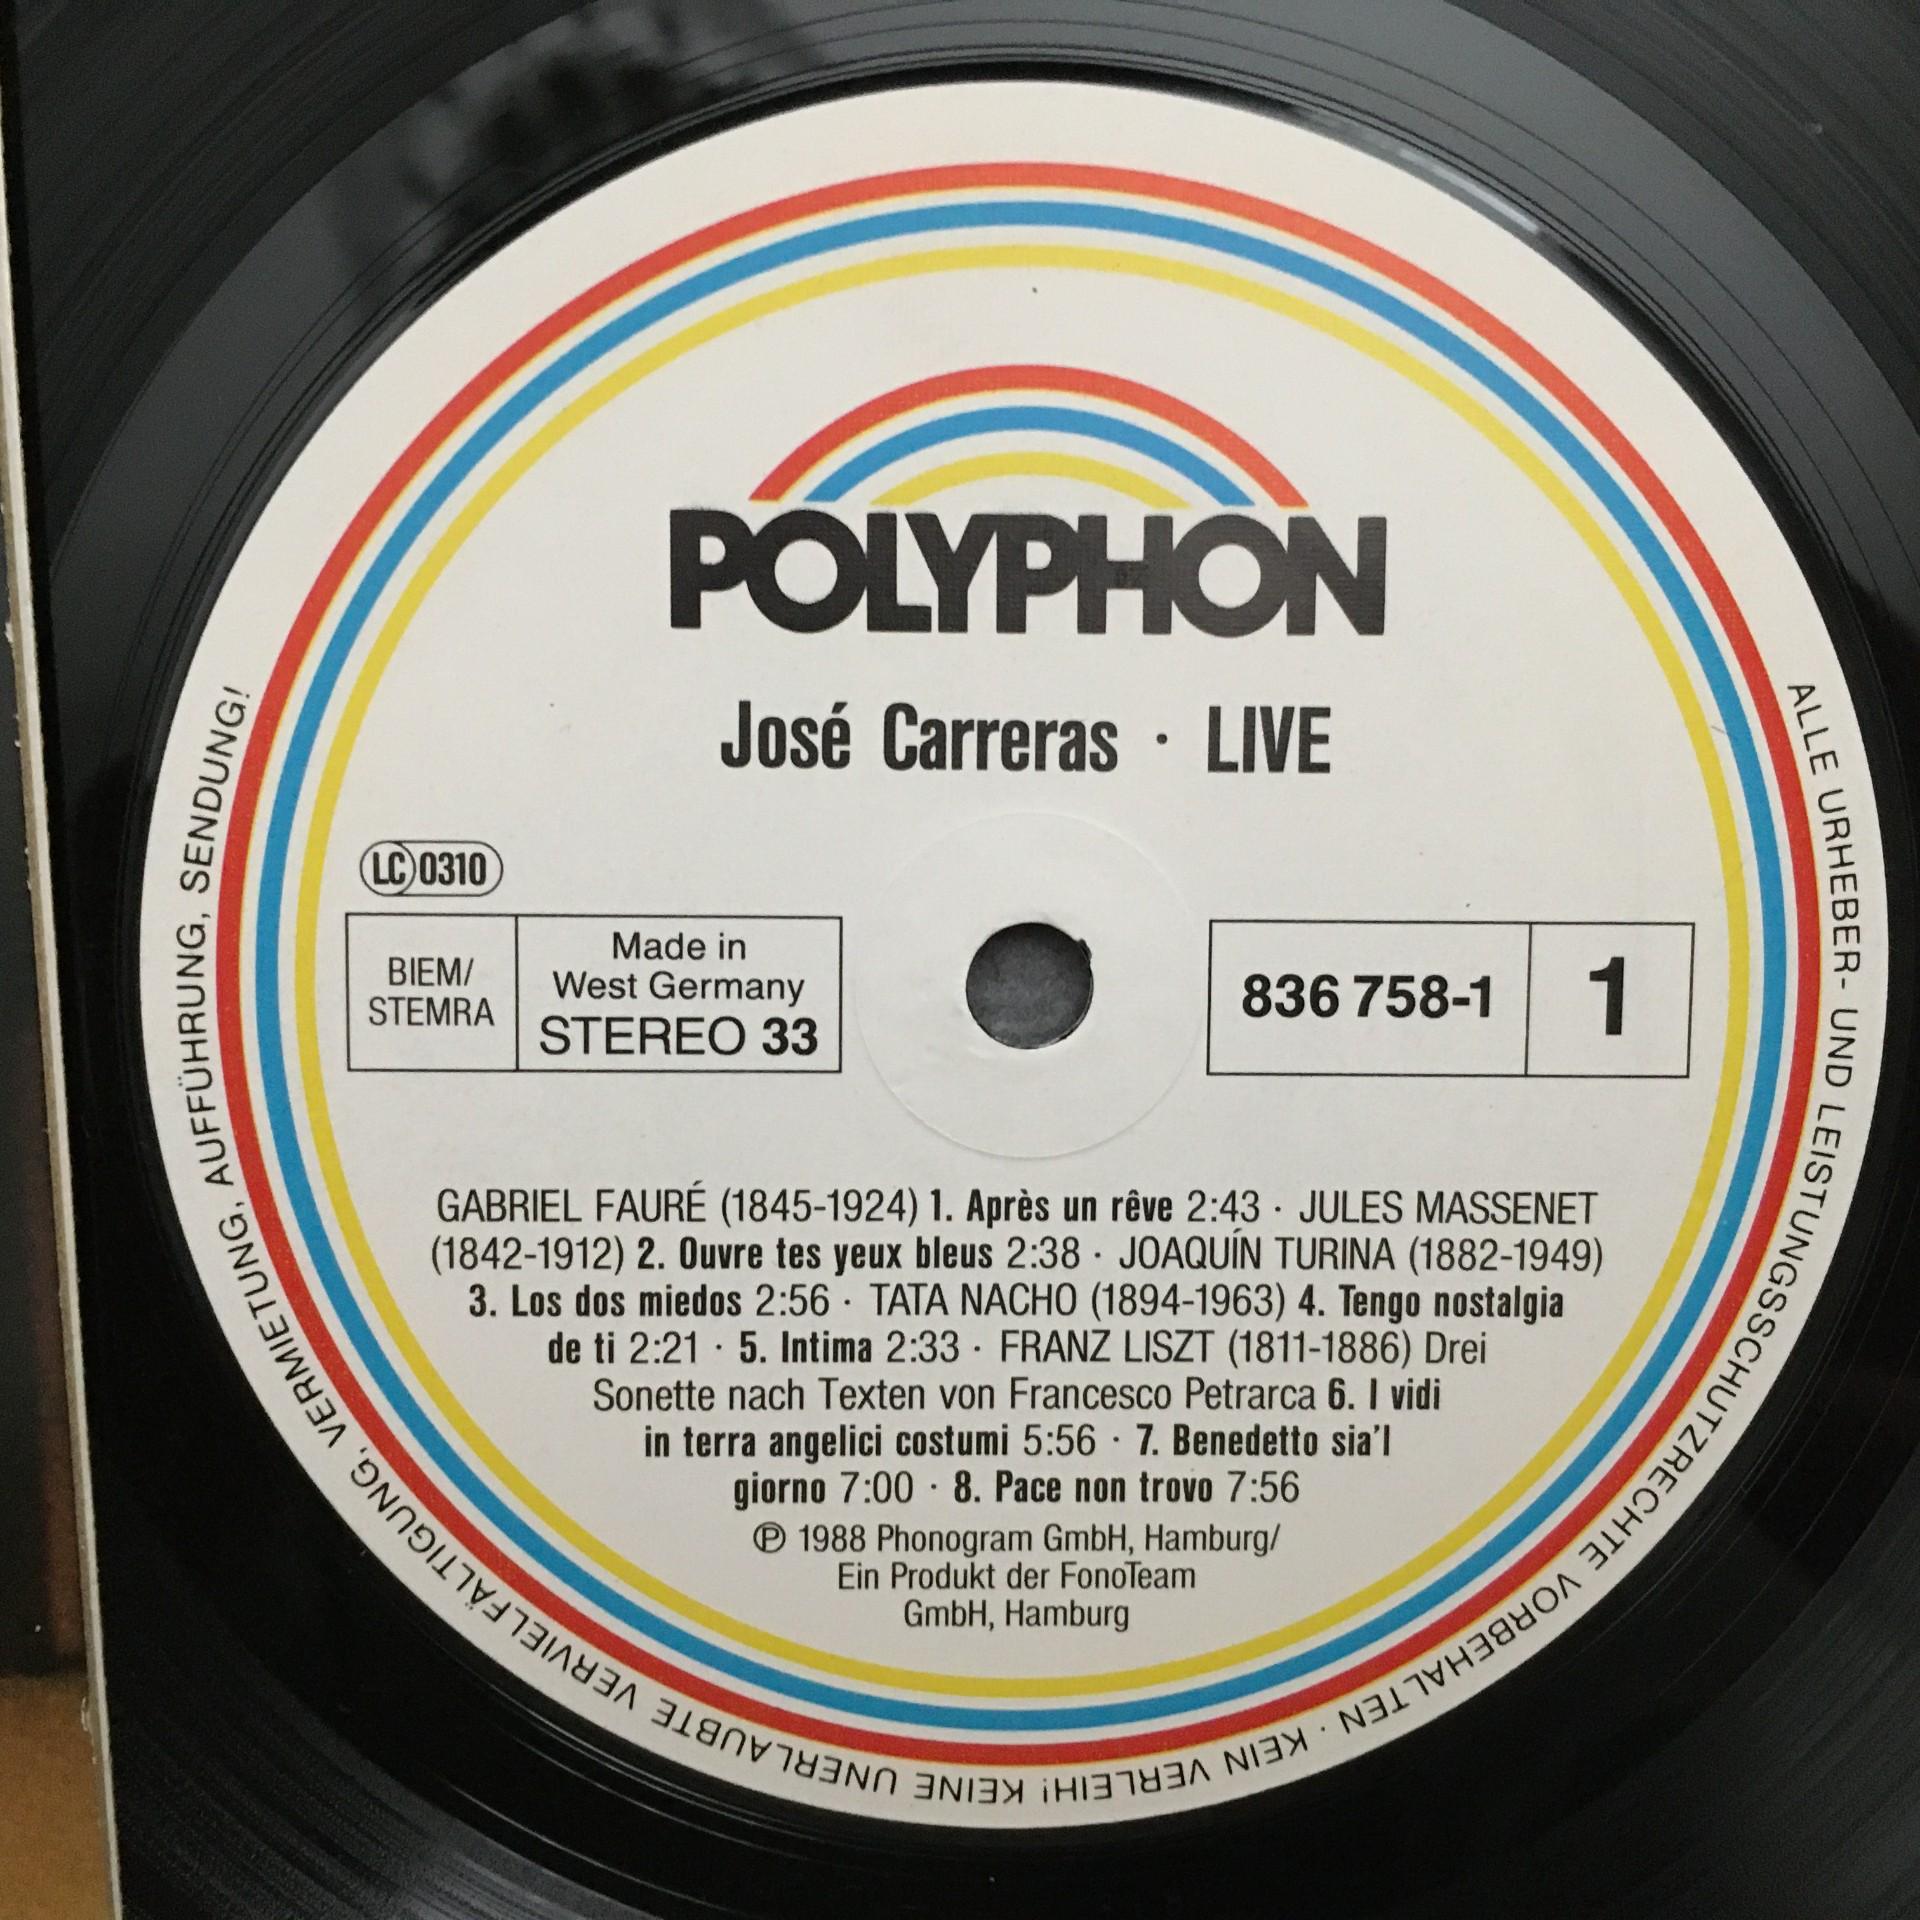 POLYPHON
José Carreras · LIVE
LC 0310
BIEM/
STEMRA
Made in
West Germany
STEREO 33
836 758-1
1
GABRIEL FAURÉ (1845-1924) 1. Après un rêve 2:43 · JULES MASSENET
(1842-1912) 2. Ouvre tes yeux bleus 2:38 · JOAQUÍN TURINA (1882-1949)
3. Los dos miedos 2:56 · TATA NACHO (1894-1963) 4. Tengo nostalgia
de ti 2:21 · 5. Intima 2:33 · FRANZ LISZT (1811-1886) Drei
Sonette nach Texten von Francesco Petrarca 6. I vidi
in terra angelici costumi 5:56 · 7. Benedetto sia'l
giorno 7:00 · 8. Pace non trovo 7:56
℗ 1988 Phonogram GmbH, Hamburg/
Ein Produkt der FonoTeam
GmbH, Hamburg
ALLE URHEBER- UND LEISTUNGSSCHUTZRECHTE VORBEHALTEN · KEIN VERLEIH! KEINE UNERLAUBTE VERVIELFÄLTIGUNG, VERMIETUNG, AUFFÜHRUNG, SENDUNG!